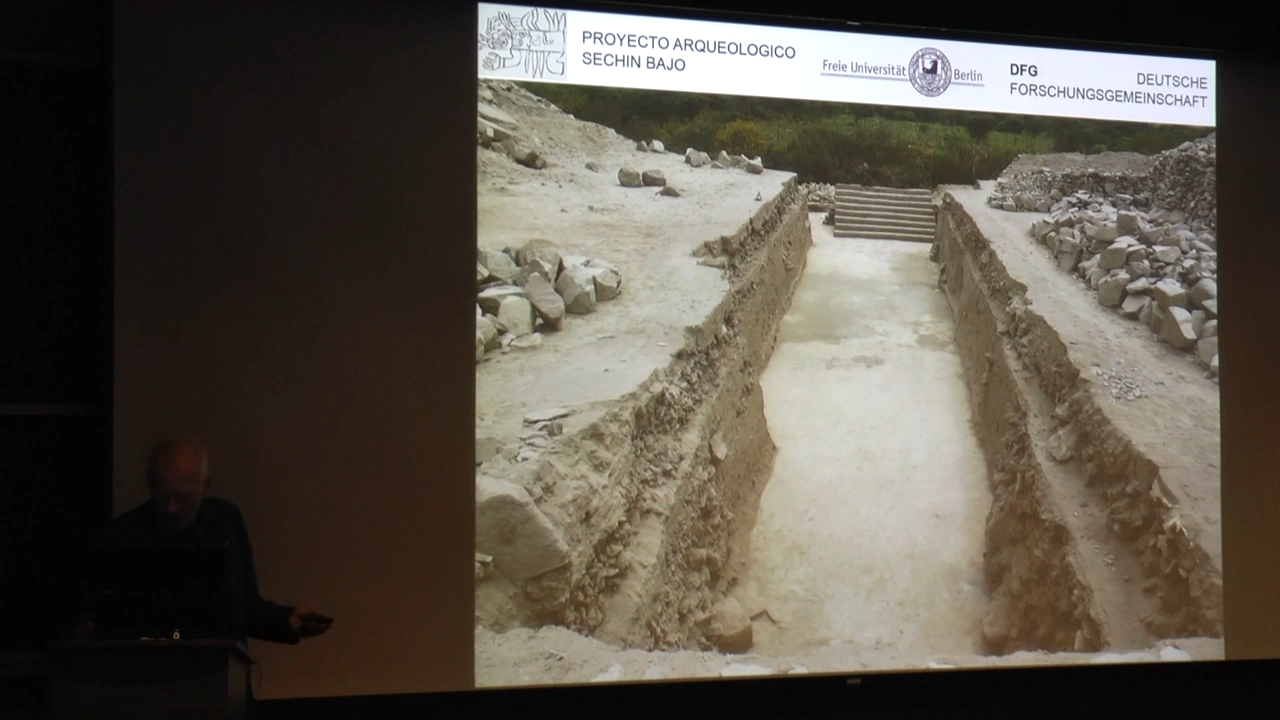 PROYECTO ARQUEOLOGICO
SECHIN BAJO
Freie Universität Berlin
DFG DEUTSCHE
FORSCHUNGSGEMEINSCHAFT